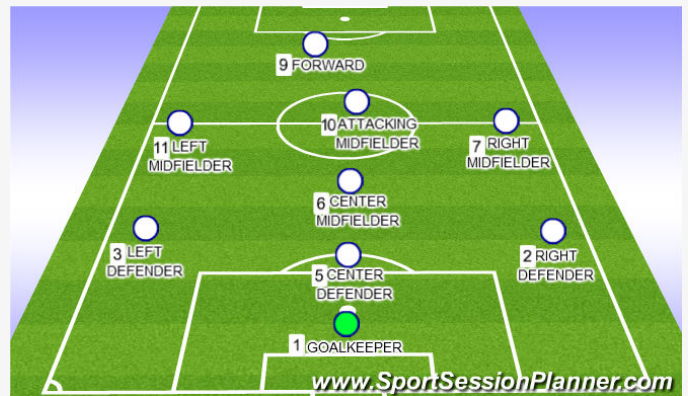 9 FORWARD
10 ATTACKING
MIDFIELDER
11 LEFT
MIDFIELDER
7 RIGHT
MIDFIELDER
6 CENTER
MIDFIELDER
3 LEFT
DEFENDER
2 RIGHT
DEFENDER
5 CENTER
DEFENDER
1 GOALKEEPER
www.SportSessionPlanner.com